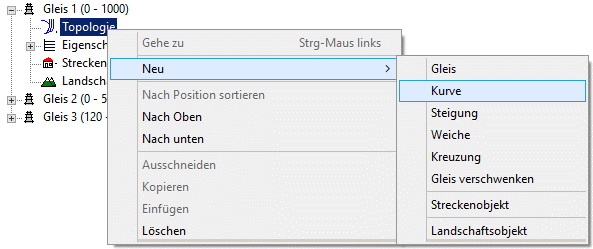 Gleis 1 (0 - 1000)
Topologie
Eigensch
Strecken
Landsch
Gleis 2 (0 - 5
Gleis 3 (120 -
Gehe zu Strg-Maus links
Neu
Nach Position sortieren
Nach Oben
Nach unten
Ausschneiden
Kopieren
Einfügen
Löschen
Gleis
Kurve
Steigung
Weiche
Kreuzung
Gleis verschwenken
Streckenobjekt
Landschaftsobjekt